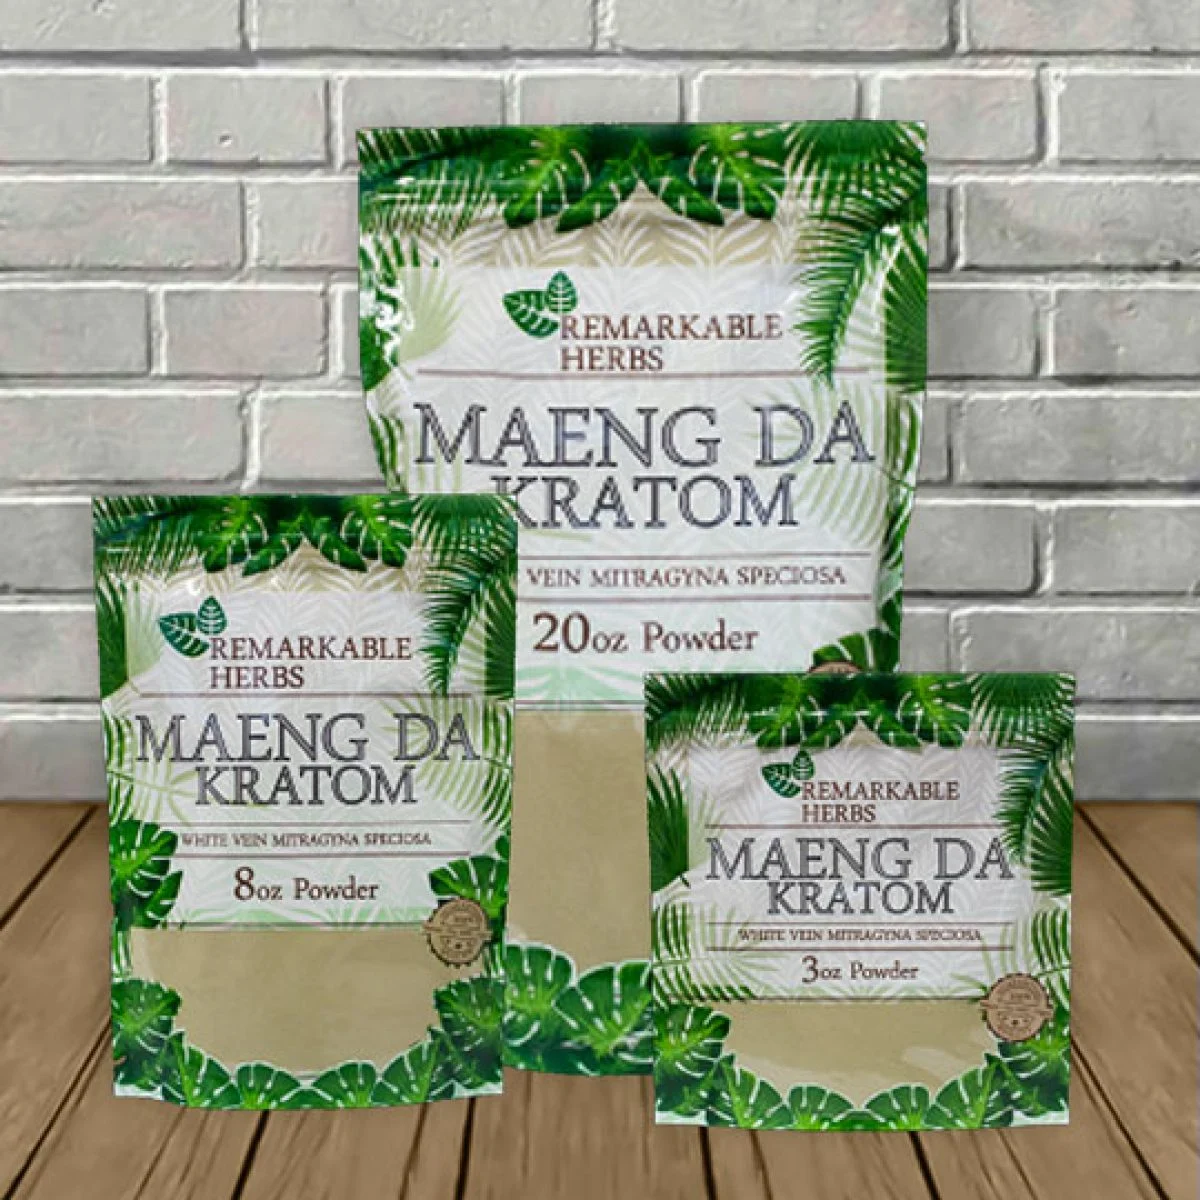 REMARKABLE
HERBS
MAENG DA
KRATOM
VEIN MITRAGYNA SPECIOSA
20oz Powder
REMARKABLE
HERBS
MAENG DA
KRATOM
WHITE VEIN MITRAGYNA SPECIOSA
8oz Powder
REMARKABLE
HERBS
MAENG DA
KRATOM
WHITE VEIN MITRAGYNA SPECIOSA
3oz Powder